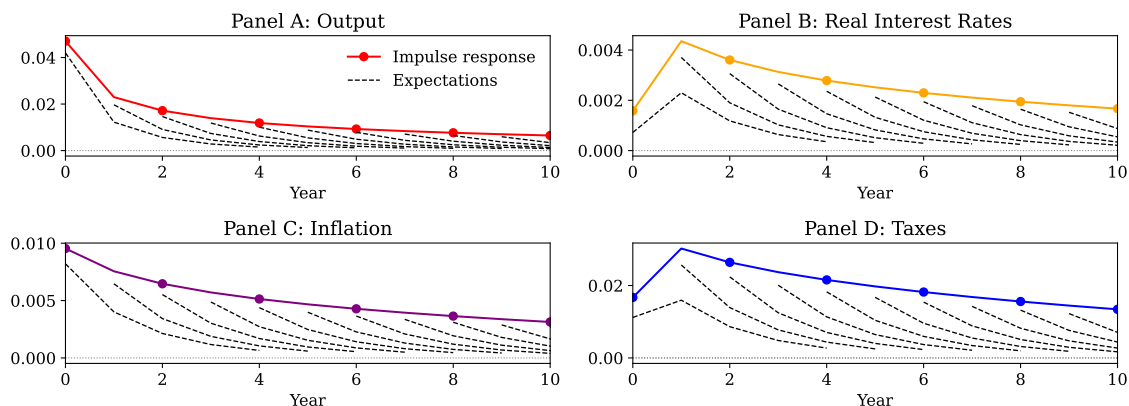 Panel A: Output
0.04
0.02
0.00
Impulse response
Expectations
0 2 4 6 8 10
Year
Panel B: Real Interest Rates
0.004
0.002
0.000
0 2 4 6 8 10
Year
Panel C: Inflation
0.010
0.005
0.000
0 2 4 6 8 10
Year
Panel D: Taxes
0.02
0.00
0 2 4 6 8 10
Year